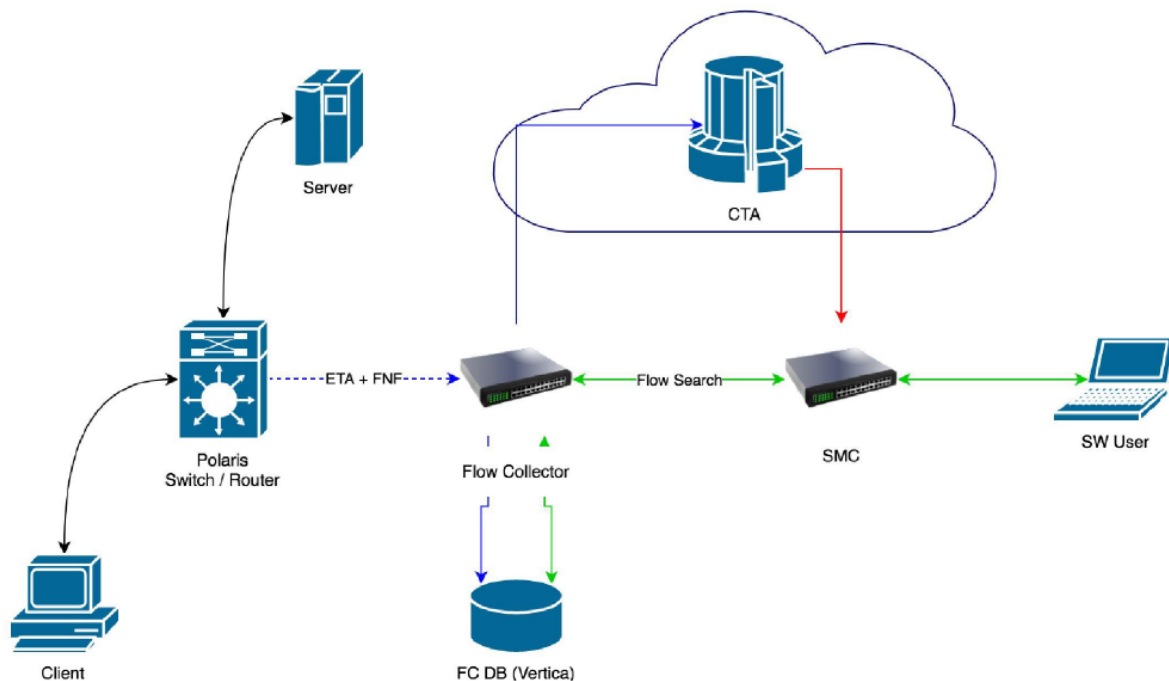 Server
CTA
ETA + FNF
Flow Search
Polaris
Switch / Router
Flow Collector
SMC
SW User
Client
FC DB (Vertica)